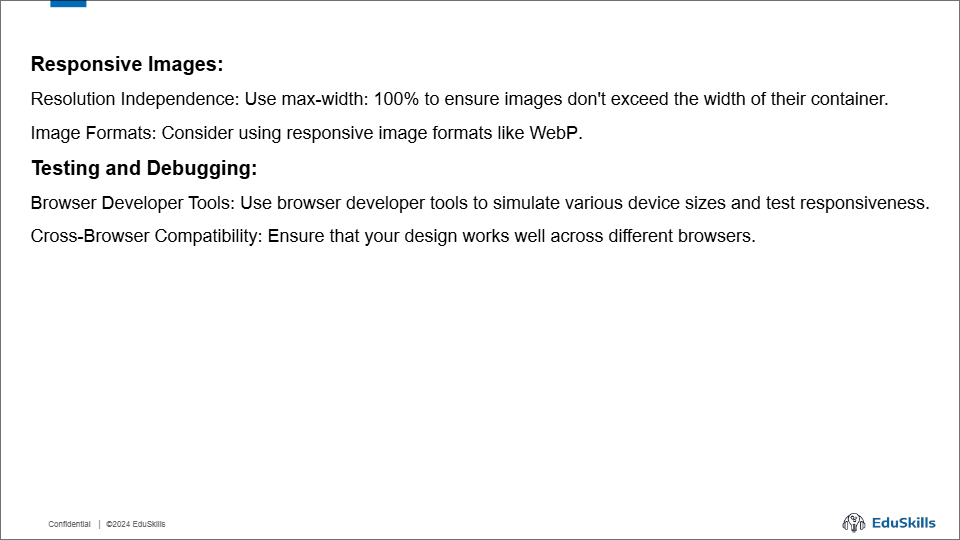 Responsive Images:
Resolution Independence: Use max-width: 100% to ensure images don't exceed the width of their container.
Image Formats: Consider using responsive image formats like WebP.
Testing and Debugging:
Browser Developer Tools: Use browser developer tools to simulate various device sizes and test responsiveness.
Cross-Browser Compatibility: Ensure that your design works well across different browsers.
Confidential | ©2024 EduSkills
EduSkills